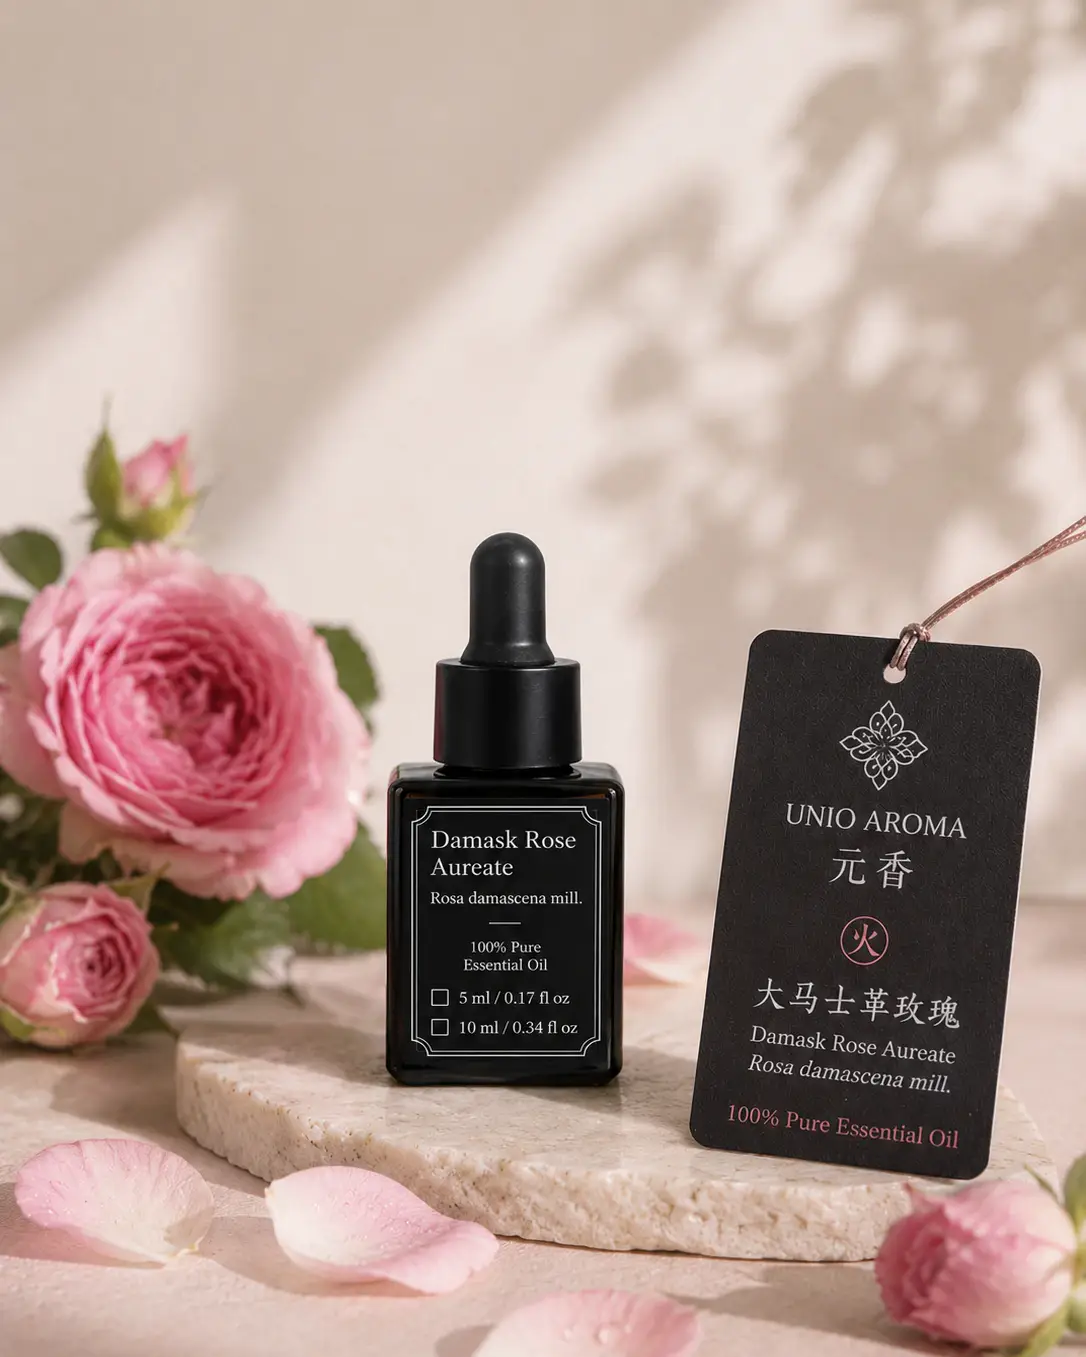 Damask Rose
Aureate
Rosa damascena mill.
100% Pure
Essential Oil
5 ml / 0.17 fl oz
10 ml / 0.34 fl oz
UNIO AROMA
元香
火
大马士革玫瑰
Damask Rose Aureate
Rosa damascena mill.
100% Pure Essential Oil